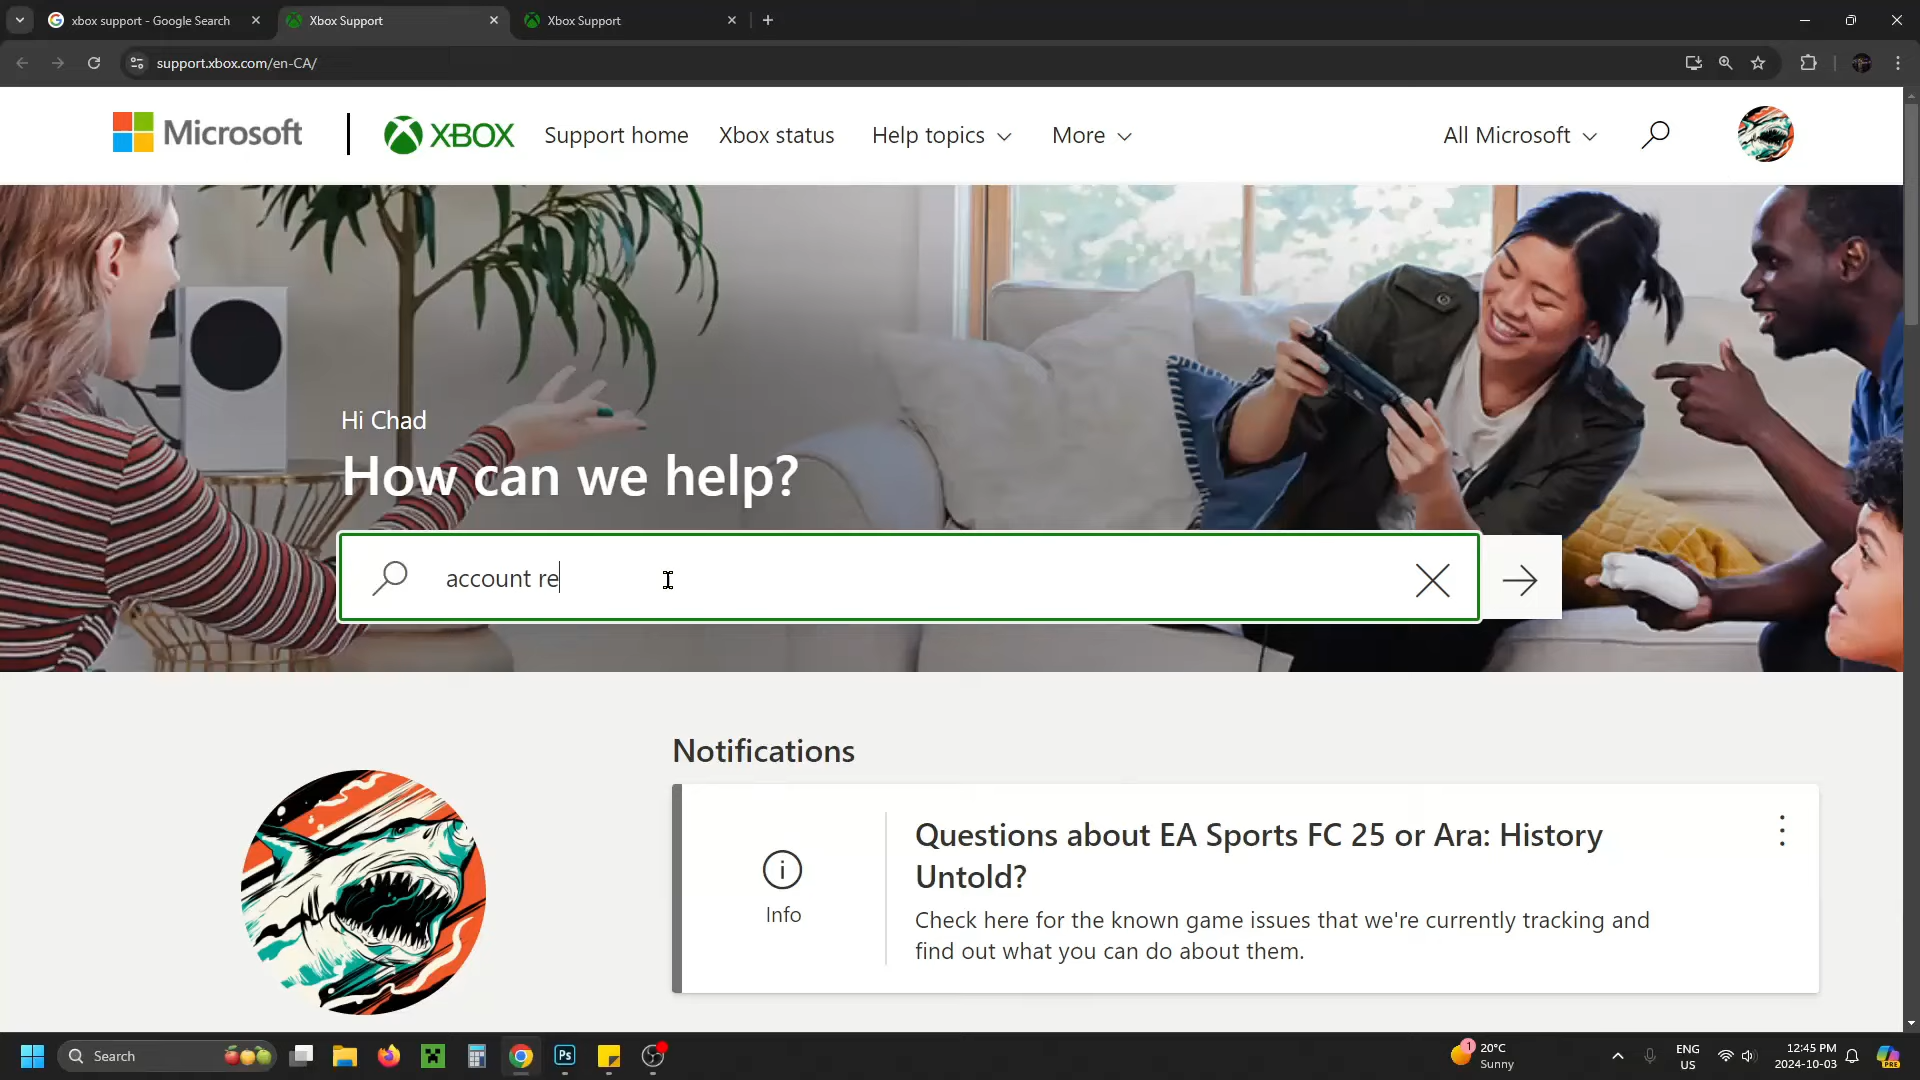 xbox support - Google Search
Xbox Support
Xbox Support
support.xbox.com/en-CA/
Microsoft
XBOX
Support home
Xbox status
Help topics
More
All Microsoft
Hi Chad
How can we help?
account re
Notifications
Info
Questions about EA Sports FC 25 or Ara: History
Untold?
Check here for the known game issues that we're currently tracking and
find out what you can do about them.
Search
Ps
1
20°C
Sunny
ENG
US
12:45 PM
2024-10-03
PRE